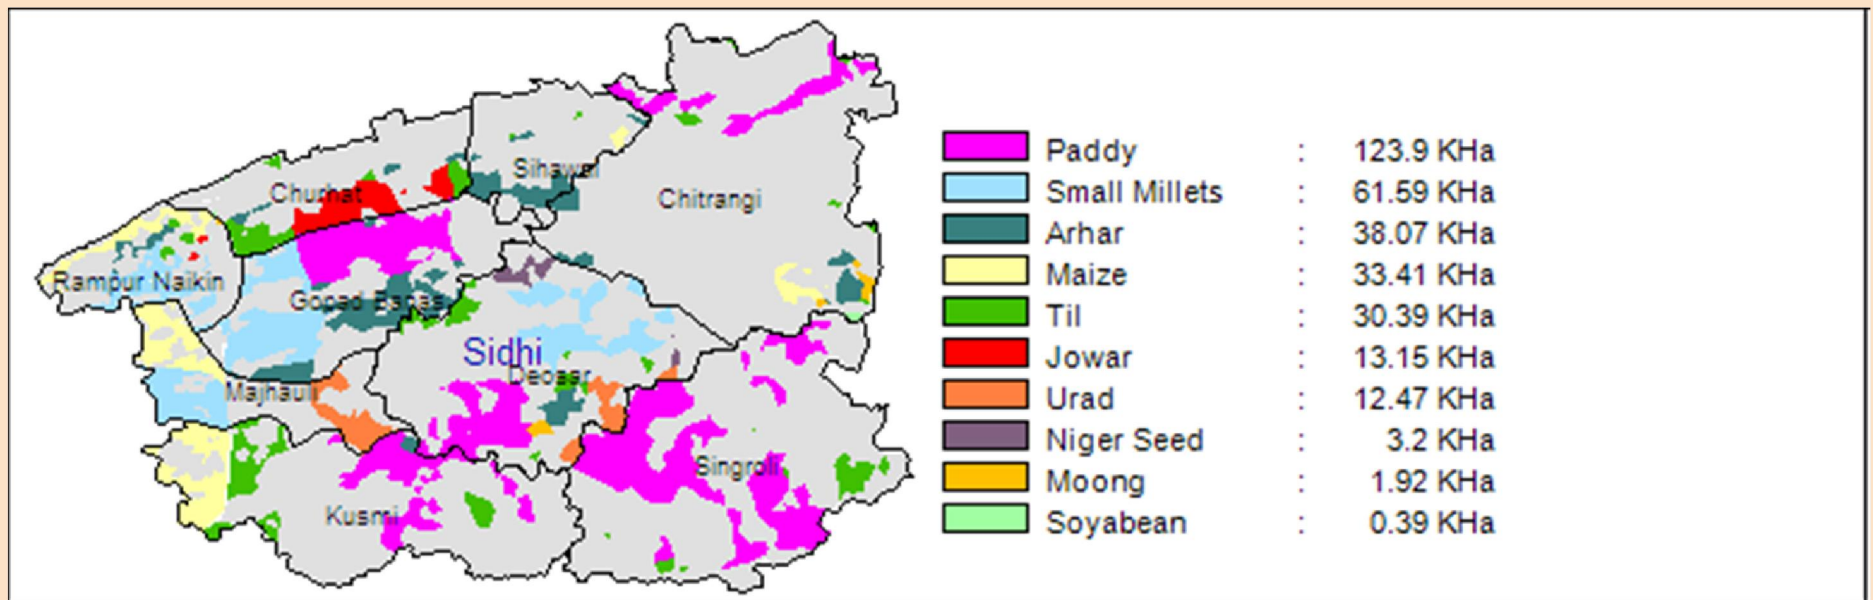 Churhat
Sihawal
Chitrangi
Rampur Naikin
Gopad Banas
Sidhi
Deosar
Majhauli
Singroli
Kusmi
Paddy : 123.9 KHa
Small Millets : 61.59 KHa
Arhar : 38.07 KHa
Maize : 33.41 KHa
Til : 30.39 KHa
Jowar : 13.15 KHa
Urad : 12.47 KHa
Niger Seed : 3.2 KHa
Moong : 1.92 KHa
Soyabean : 0.39 KHa